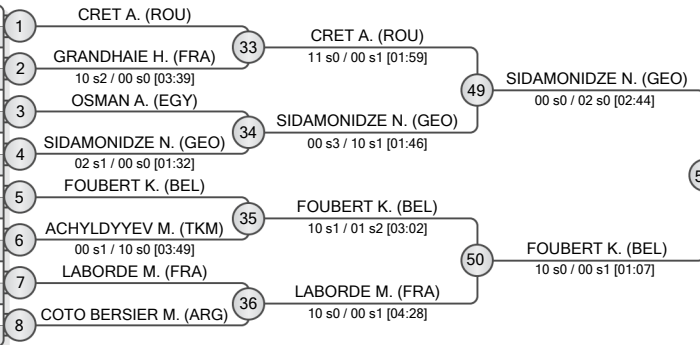 1
CRET A. (ROU)
2
GRANDHAIE H. (FRA)
10 s2 / 00 s0 [03:39]
3
OSMAN A. (EGY)
4
SIDAMONIDZE N. (GEO)
02 s1 / 00 s0 [01:32]
5
FOUBERT K. (BEL)
6
ACHYLDYYEV M. (TKM)
00 s1 / 10 s0 [03:49]
7
LABORDE M. (FRA)
8
COTO BERSIER M. (ARG)
33
CRET A. (ROU)
11 s0 / 00 s1 [01:59]
34
SIDAMONIDZE N. (GEO)
00 s3 / 10 s1 [01:46]
35
FOUBERT K. (BEL)
10 s1 / 01 s2 [03:02]
36
LABORDE M. (FRA)
10 s0 / 00 s1 [04:28]
49
SIDAMONIDZE N. (GEO)
00 s0 / 02 s0 [02:44]
50
FOUBERT K. (BEL)
10 s0 / 00 s1 [01:07]